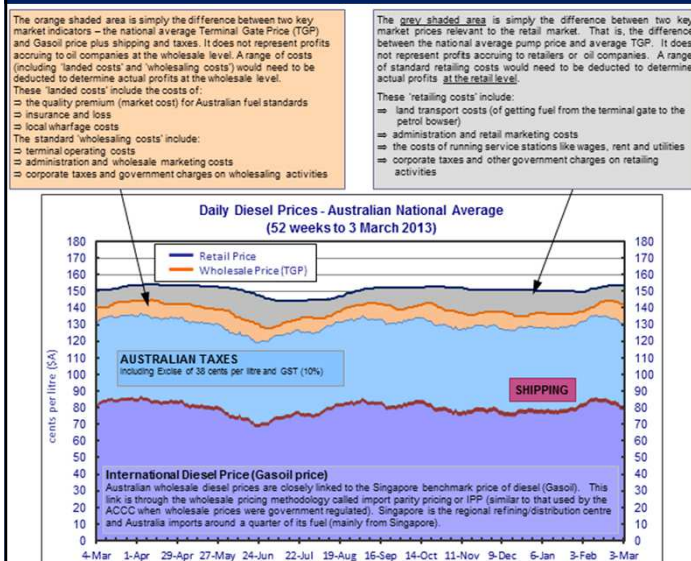 The orange shaded area is simply the difference between two key
market indicators – the national average Terminal Gate Price (TGP)
and Gasoil price plus shipping and taxes. It does not represent profits
accruing to oil companies at the wholesale level. A range of costs
(including 'landed costs' and 'wholesaling costs') would need to be
deducted to determine actual profits at the wholesale level.
These 'landed costs' include the costs of:
⇒ the quality premium (market cost) for Australian fuel standards
⇒ insurance and loss
⇒ local wharfage costs
The standard 'wholesaling costs' include:
⇒ terminal operating costs
⇒ administration and wholesale marketing costs
⇒ corporate taxes and government charges on wholesaling activities
The grey shaded area is simply the difference between two key
market prices relevant to the retail market. That is, the difference
between the national average pump price and average TGP. It does
not represent profits accruing to retailers or oil companies. A range
of standard retailing costs would need to be deducted to determine
actual profits at the retail level.
These 'retailing costs' include:
⇒ land transport costs (of getting fuel from the terminal gate to the
petrol bowser)
⇒ administration and retail marketing costs
⇒ the costs of running service stations like wages, rent and utilities
⇒ corporate taxes and other government charges on retailing
activities
Daily Diesel Prices - Australian National Average
(52 weeks to 3 March 2013)
Retail Price
Wholesale Price (TGP)
cents per litre ($A)
180 180
170 170
160 160
150 150
140 140
130 130
120 120
110 110
100 100
90 90
80 80
70 70
60 60
50 50
40 40
30 30
20 20
10 10
0 0
AUSTRALIAN TAXES
Including Excise of 38 cents per litre and GST (10%)
SHIPPING
International Diesel Price (Gasoil price)
Australian wholesale diesel prices are closely linked to the Singapore benchmark price of diesel (Gasoil). This
link is through the wholesale pricing methodology called import parity pricing or IPP (similar to that used by the
ACCC when wholesale prices were government regulated). Singapore is the regional refining/distribution centre
and Australia imports around a quarter of its fuel (mainly from Singapore).
4-Mar 1-Apr 29-Apr 27-May 24-Jun 22-Jul 19-Aug 16-Sep 14-Oct 11-Nov 9-Dec 6-Jan 3-Feb 3-Mar